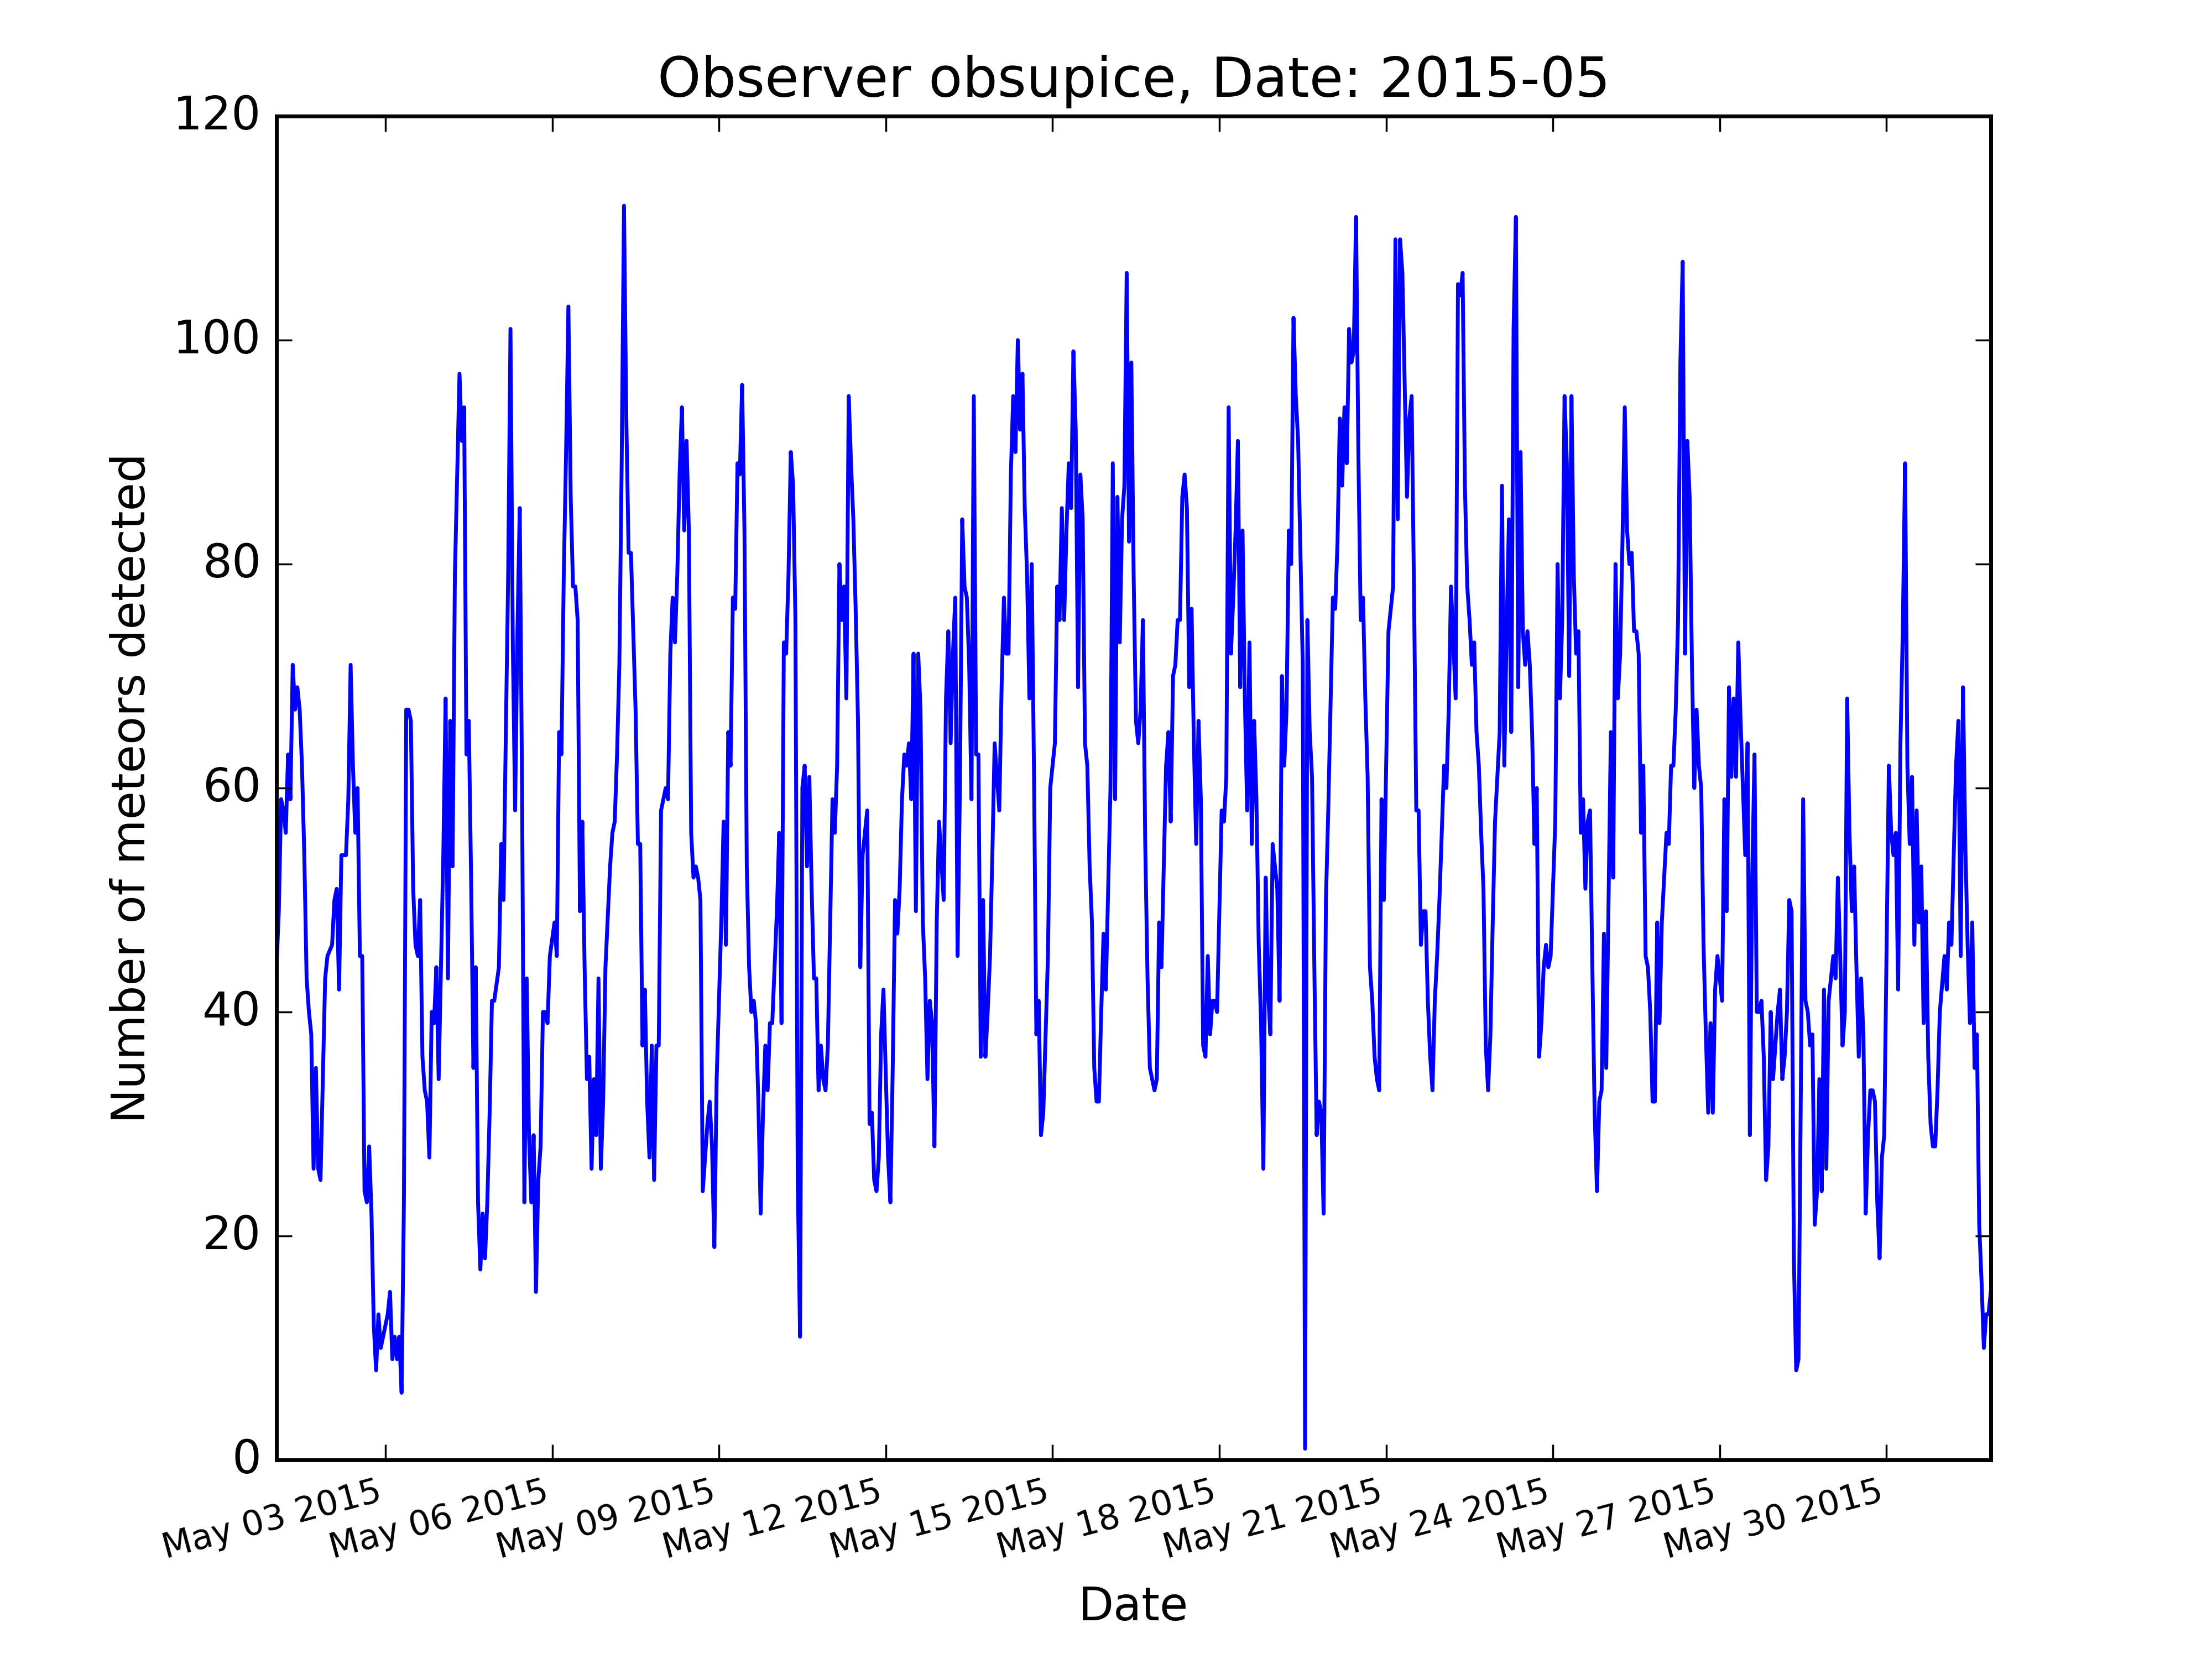 Observer obsupice, Date: 2015-05
120
100
80
60
40
20
0
Number of meteors detected
May 03 2015
May 06 2015
May 09 2015
May 12 2015
May 15 2015
May 18 2015
May 21 2015
May 24 2015
May 27 2015
May 30 2015
Date